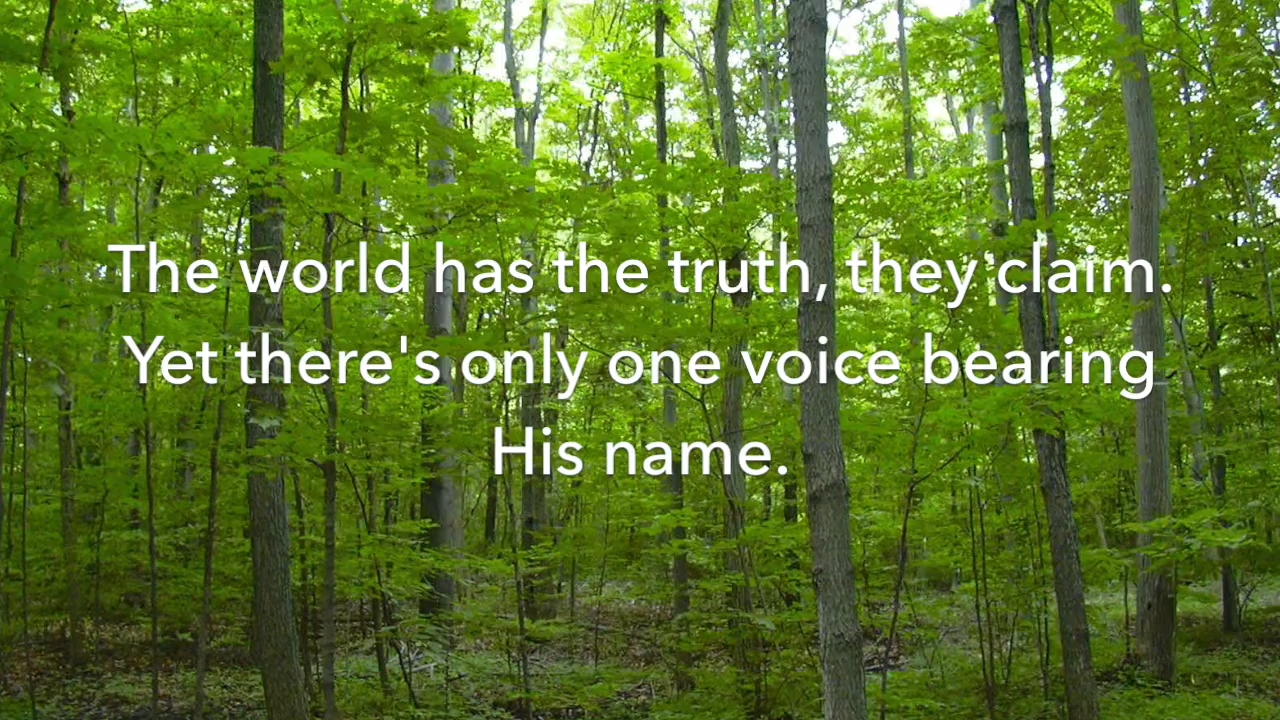 The world has the truth, they claim.
Yet there's only one voice bearing
His name.